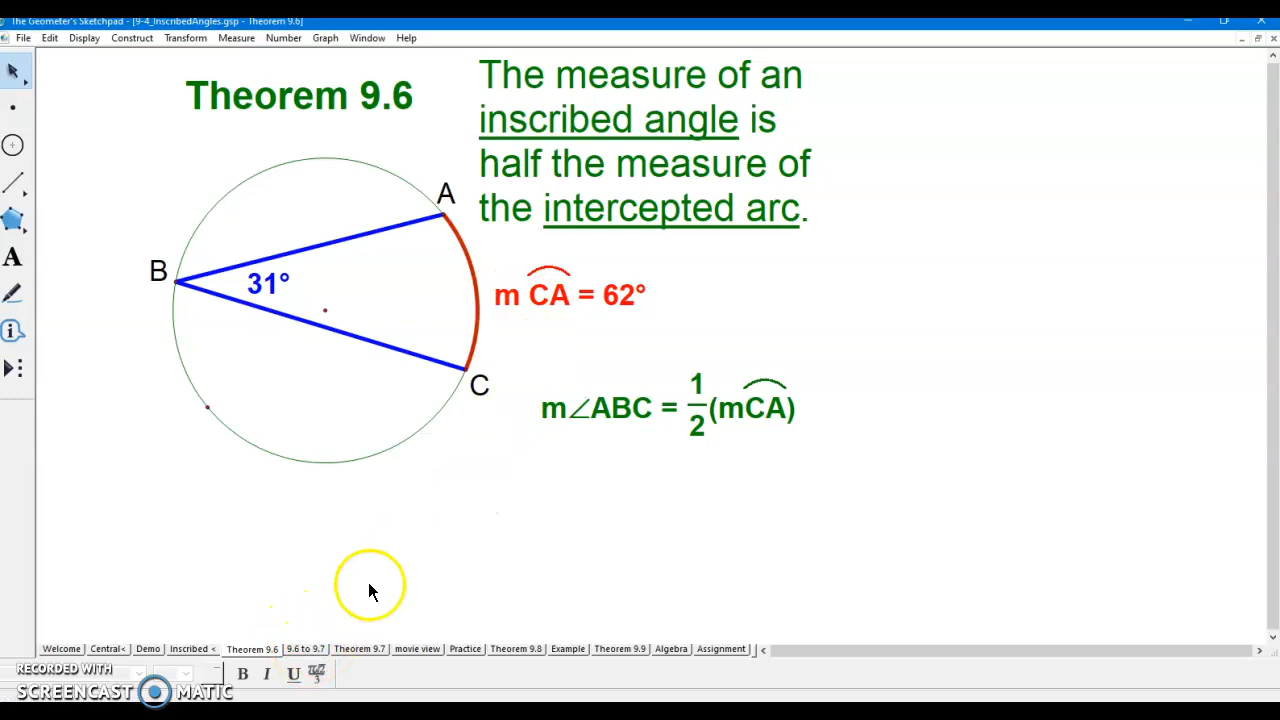 The Geometer's Sketchpad - [9-4_InscribedAngles.gsp - Theorem 9.6]
File Edit Display Construct Transform Measure Number Graph Window Help
Theorem 9.6
The measure of an
inscribed angle is
half the measure of
the intercepted arc.
A
B
31°
C
m CA = 62°
m∠ABC = 1/2 (mCA)
A
Welcome Central< Demo Inscribed < Theorem 9.6 9.6 to 9.7 Theorem 9.7 movie view Practice Theorem 9.8 Example Theorem 9.9 Algebra Assignment
B I U
RECORDED WITH
SCREENCAST MATIC